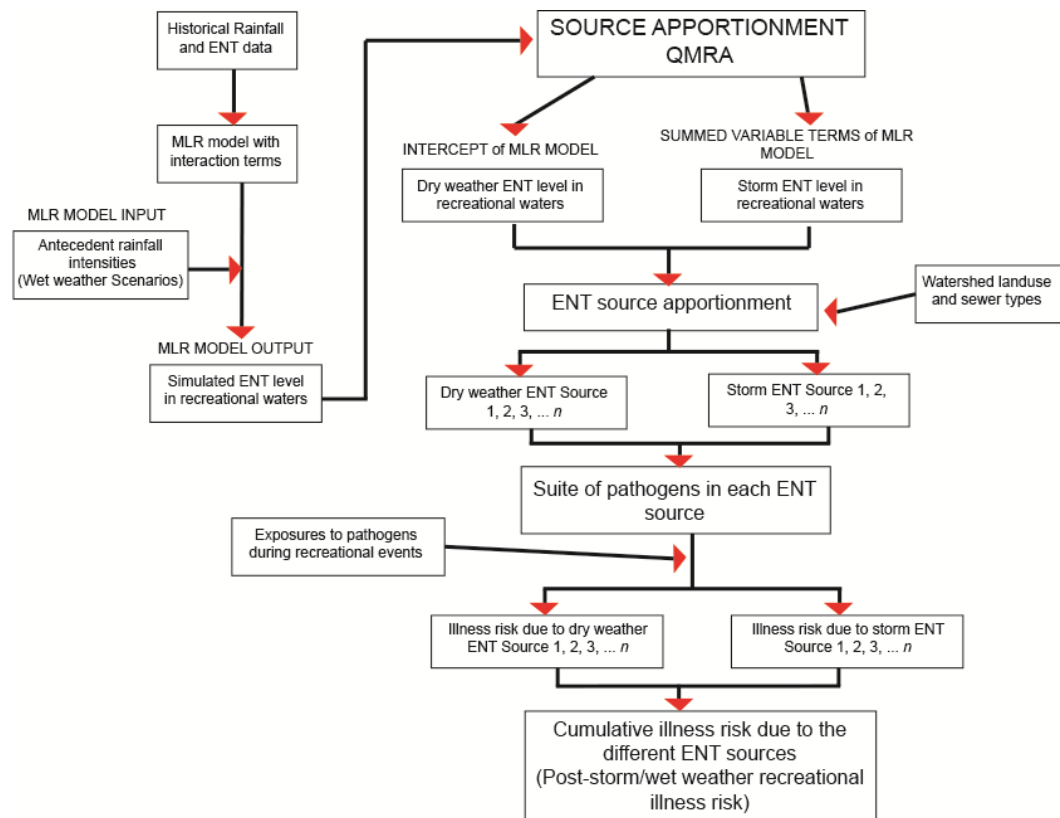 Historical Rainfall
and ENT data
MLR model with
interaction terms
MLR MODEL INPUT
Antecedent rainfall
intensities
(Wet weather Scenarios)
MLR MODEL OUTPUT
Simulated ENT level
in recreational waters
SOURCE APPORTIONMENT
QMRA
INTERCEPT of MLR MODEL
Dry weather ENT level in
recreational waters
SUMMED VARIABLE TERMS of MLR
MODEL
Storm ENT level in
recreational waters
ENT source apportionment
Watershed landuse
and sewer types
Dry weather ENT Source
1, 2, 3, ... n
Storm ENT Source 1, 2,
3, ... n
Suite of pathogens in each ENT
source
Exposures to pathogens
during recreational events
Illness risk due to dry weather
ENT Source 1, 2, 3, ... n
Illness risk due to storm ENT
Source 1, 2, 3, ... n
Cumulative illness risk due to the
different ENT sources
(Post-storm/wet weather recreational
illness risk)